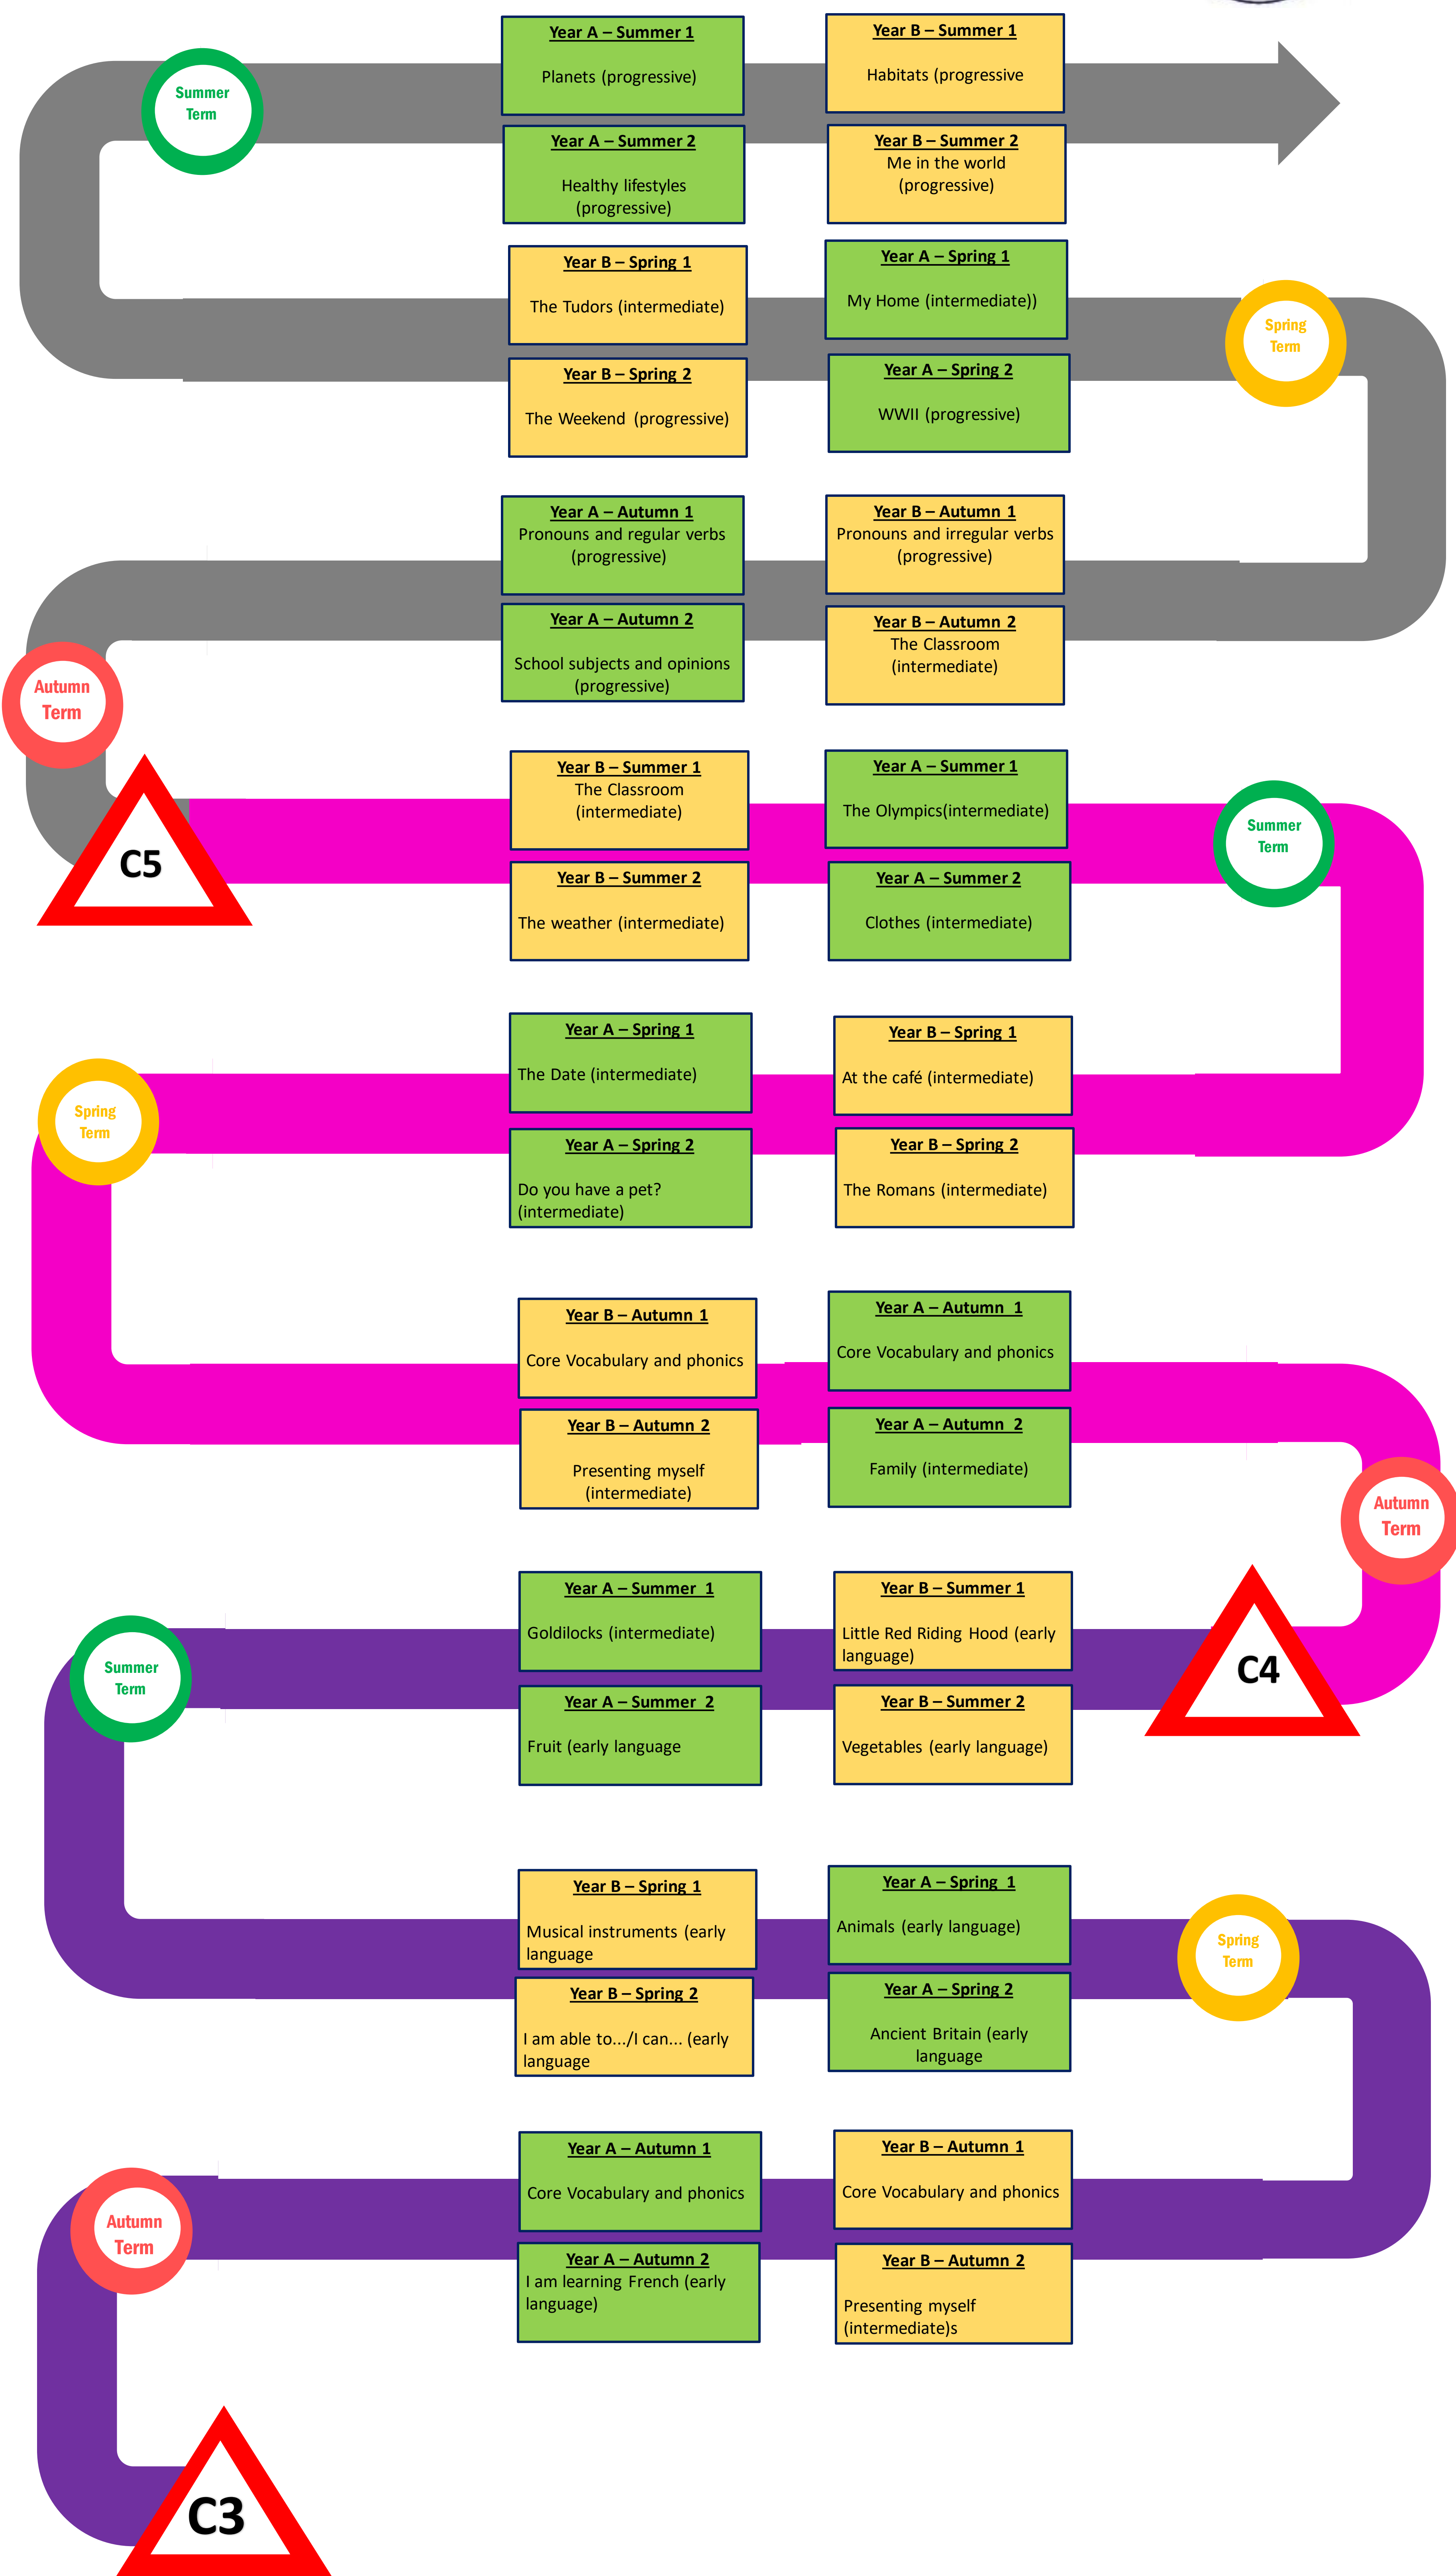 Summer
Term
Year A – Summer 1
Planets (progressive)
Year B – Summer 1
Habitats (progressive
Year A – Summer 2
Healthy lifestyles
(progressive)
Year B – Summer 2
Me in the world
(progressive)
Year B – Spring 1
The Tudors (intermediate)
Year A – Spring 1
My Home (intermediate))
Spring
Term
Year B – Spring 2
The Weekend (progressive)
Year A – Spring 2
WWII (progressive)
Year A – Autumn 1
Pronouns and regular verbs
(progressive)
Year B – Autumn 1
Pronouns and irregular verbs
(progressive)
Year A – Autumn 2
School subjects and opinions
(progressive)
Year B – Autumn 2
The Classroom
(intermediate)
Autumn
Term
C5
Year B – Summer 1
The Classroom
(intermediate)
Year A – Summer 1
The Olympics(intermediate)
Summer
Term
Year B – Summer 2
The weather (intermediate)
Year A – Summer 2
Clothes (intermediate)
Spring
Term
Year A – Spring 1
The Date (intermediate)
Year B – Spring 1
At the café (intermediate)
Year A – Spring 2
Do you have a pet?
(intermediate)
Year B – Spring 2
The Romans (intermediate)
Year B – Autumn 1
Core Vocabulary and phonics
Year A – Autumn 1
Core Vocabulary and phonics
Year B – Autumn 2
Presenting myself
(intermediate)
Year A – Autumn 2
Family (intermediate)
Autumn
Term
C4
Summer
Term
Year A – Summer 1
Goldilocks (intermediate)
Year B – Summer 1
Little Red Riding Hood (early
language)
Year A – Summer 2
Fruit (early language
Year B – Summer 2
Vegetables (early language)
Year B – Spring 1
Musical instruments (early
language
Year A – Spring 1
Animals (early language)
Spring
Term
Year B – Spring 2
I am able to.../I can... (early
language
Year A – Spring 2
Ancient Britain (early
language
Autumn
Term
Year A – Autumn 1
Core Vocabulary and phonics
Year B – Autumn 1
Core Vocabulary and phonics
Year A – Autumn 2
I am learning French (early
language)
Year B – Autumn 2
Presenting myself
(intermediate)s
C3